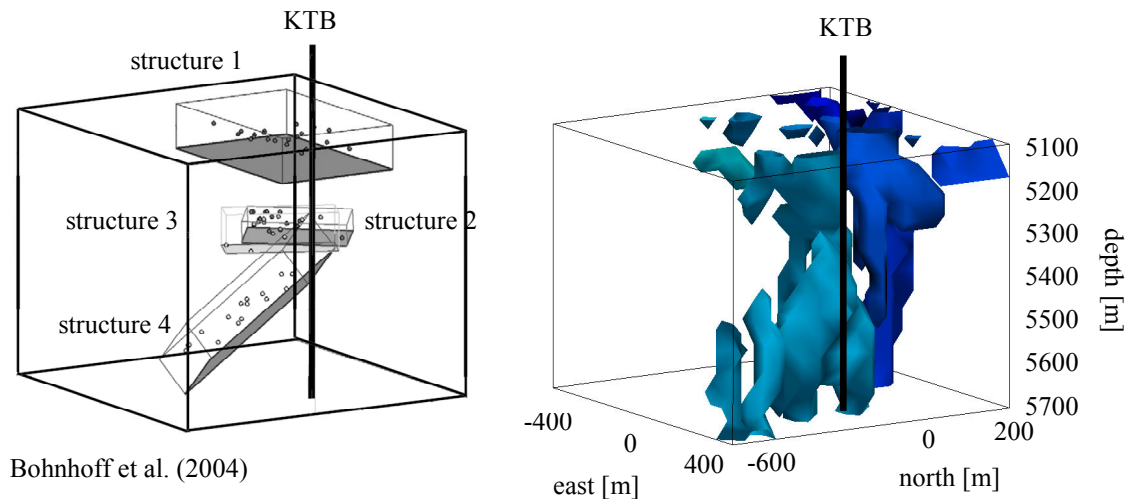 KTB
structure 1
structure 3
structure 2
structure 4
Bohnhoff et al. (2004)
KTB
5100
5200
5300
5400
5500
5600
5700
depth [m]
-400
0
400
east [m]
-600
0
200
north [m]